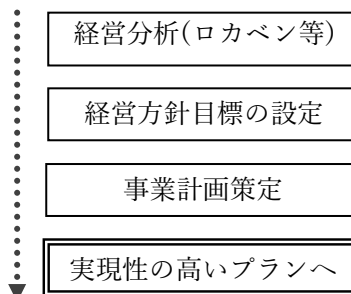 経営分析(ロカベン等)
経営方針目標の設定
事業計画策定
実現性の高いプランへ